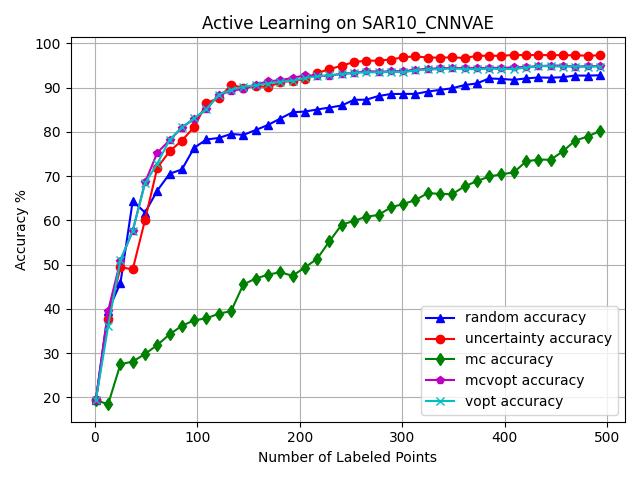 Active Learning on SAR10_CNNVAE
Accuracy %
100
90
80
70
60
50
40
30
20
random accuracy
uncertainty accuracy
mc accuracy
mcvopt accuracy
vopt accuracy
0
100
200
300
400
500
Number of Labeled Points